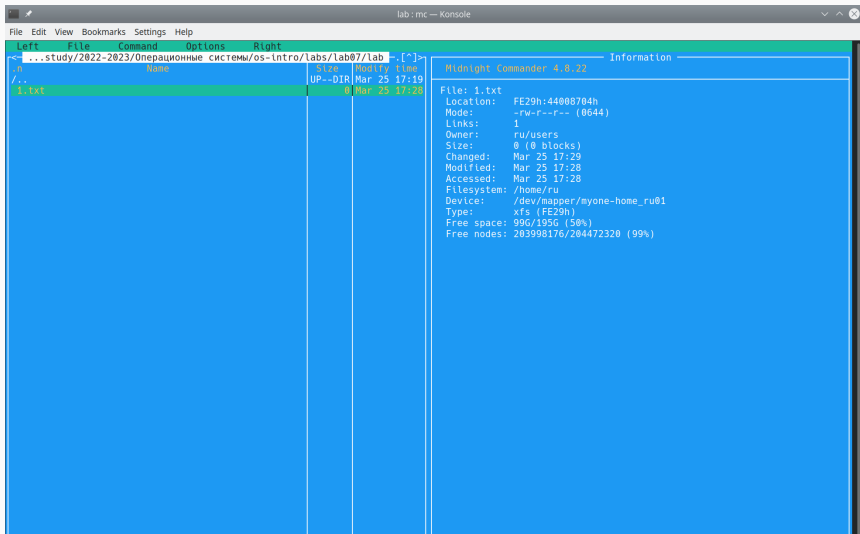 lab : mc — Konsole
File Edit View Bookmarks Settings Help
Left File Command Options Right
<— ...study/2022-2023/Операционные системы/os-intro/labs/lab07/lab —.[^]>
.n Name Size Modify time
/.. UP--DIR Mar 25 17:19
1.txt 0 Mar 25 17:28
Information
Midnight Commander 4.8.22
File: 1.txt
Location: FE29h:44008704h
Mode: -rw-r--r-- (0644)
Links: 1
Owner: ru/users
Size: 0 (0 blocks)
Changed: Mar 25 17:29
Modified: Mar 25 17:28
Accessed: Mar 25 17:28
Filesystem: /home/ru
Device: /dev/mapper/myone-home_ru01
Type: xfs (FE29h)
Free space: 99G/195G (50%)
Free nodes: 203998176/204472320 (99%)